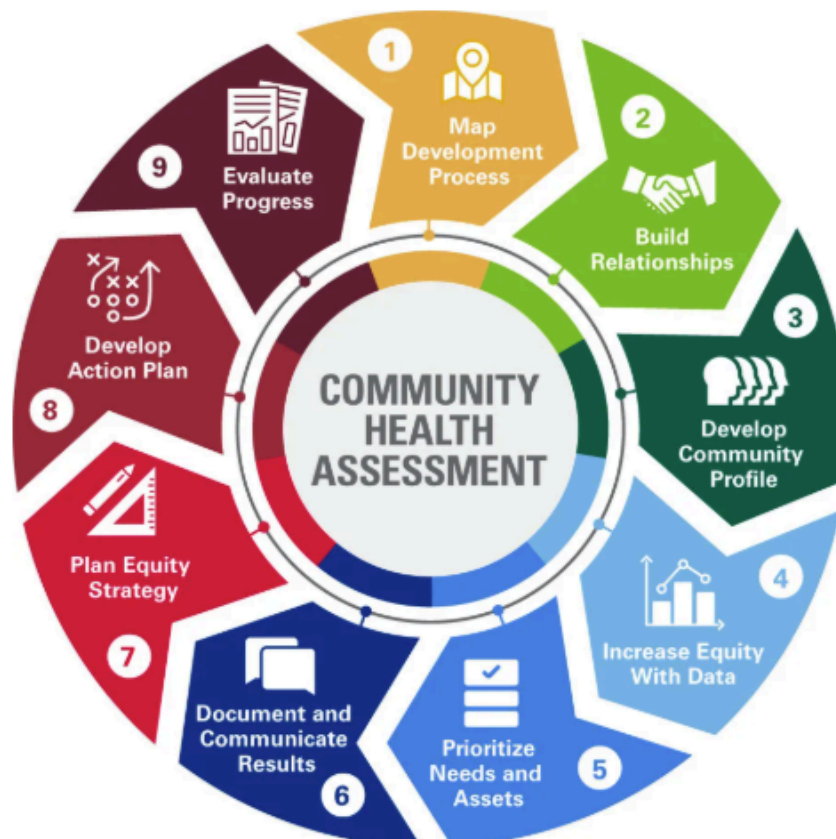 COMMUNITY
HEALTH
ASSESSMENT
1
Map
Development
Process
2
Build
Relationships
3
Develop
Community
Profile
4
Increase Equity
With Data
5
Prioritize
Needs and
Assets
6
Document and
Communicate
Results
7
Plan Equity
Strategy
8
Develop
Action Plan
9
Evaluate
Progress